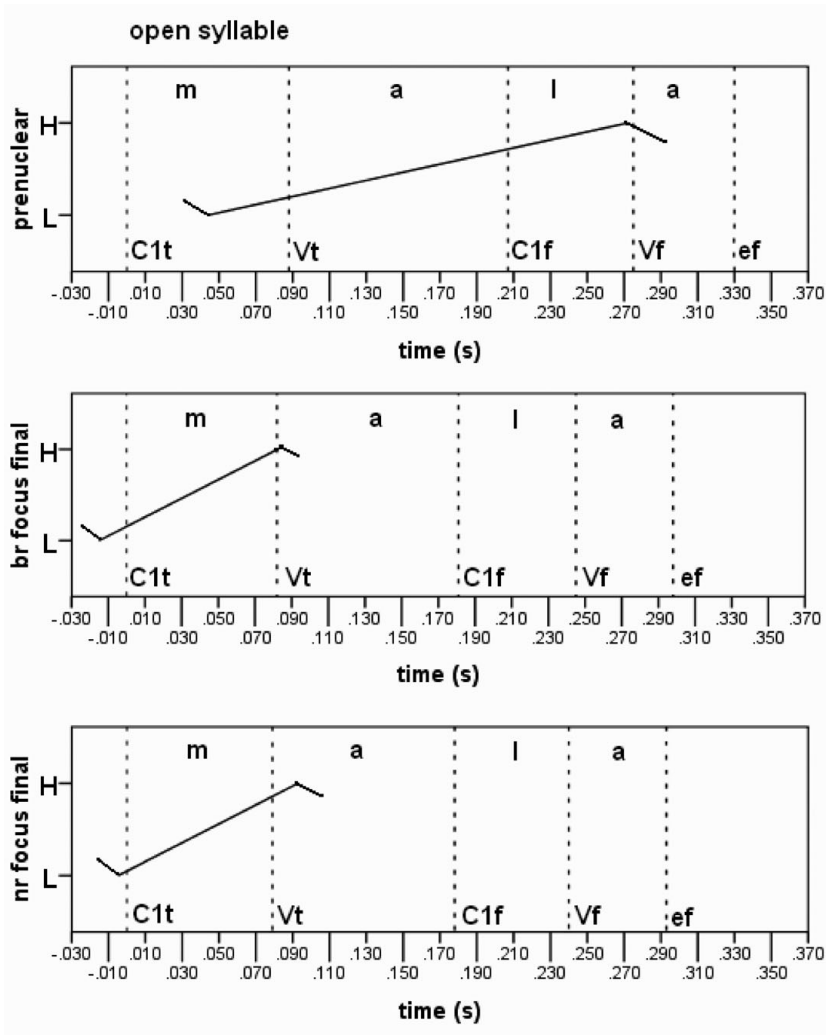 open syllable
m a l a
H
prenuclear
L
C1t Vt C1f Vf ef
-.030 .010 .050 .090 .130 .170 .210 .250 .290 .330 .370
-.010 .030 .070 .110 .150 .190 .230 .270 .310 .350
time (s)
m a l a
H
br focus final
L
C1t Vt C1f Vf ef
-.030 .010 .050 .090 .130 .170 .210 .250 .290 .330 .370
-.010 .030 .070 .110 .150 .190 .230 .270 .310 .350
time (s)
m a l a
H
nr focus final
L
C1t Vt C1f Vf ef
-.030 .010 .050 .090 .130 .170 .210 .250 .290 .330 .370
-.010 .030 .070 .110 .150 .190 .230 .270 .310 .350
time (s)